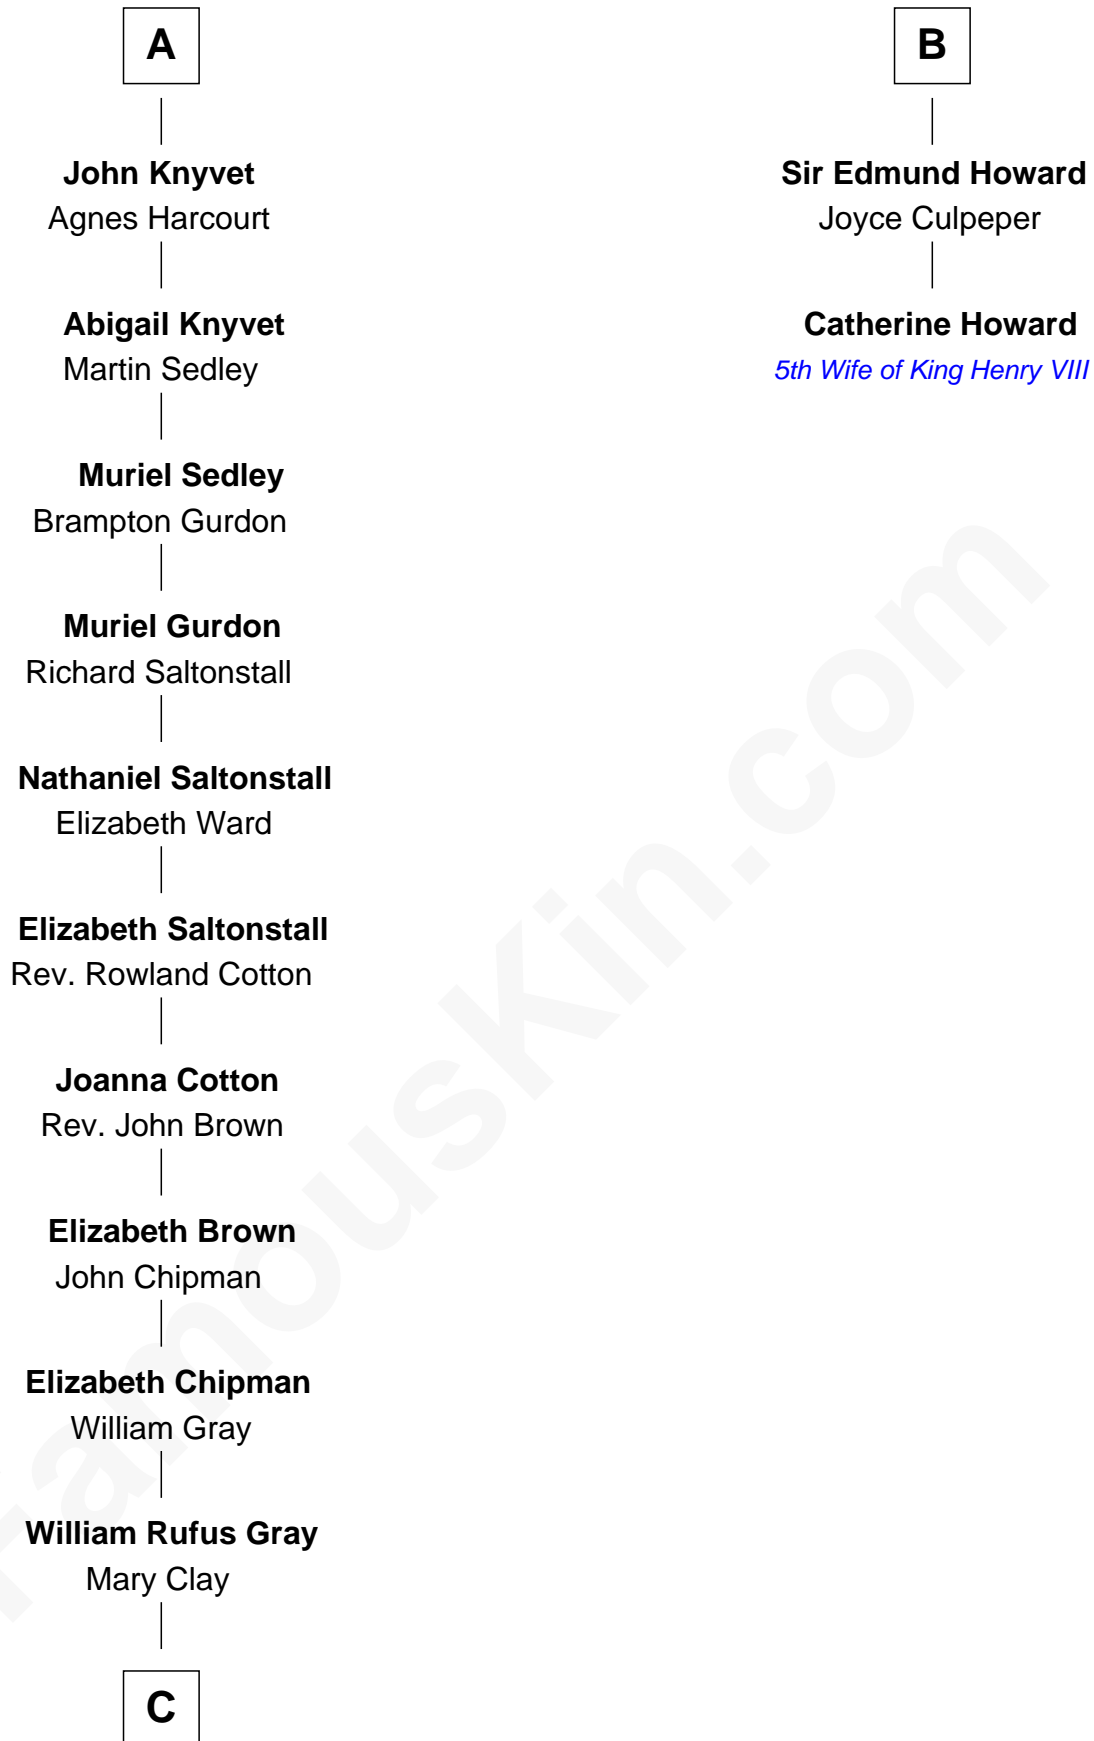 A
John Knyvet
Agnes Harcourt
Abigail Knyvet
Martin Sedley
Muriel Sedley
Brampton Gurdon
Muriel Gurdon
Richard Saltonstall
Nathaniel Saltonstall
Elizabeth Ward
Elizabeth Saltonstall
Rev. Rowland Cotton
Joanna Cotton
Rev. John Brown
Elizabeth Brown
John Chipman
Elizabeth Chipman
William Gray
William Rufus Gray
Mary Clay
C
B
Sir Edmund Howard
Joyce Culpeper
Catherine Howard
5th Wife of King Henry VIII
FamousKin.com